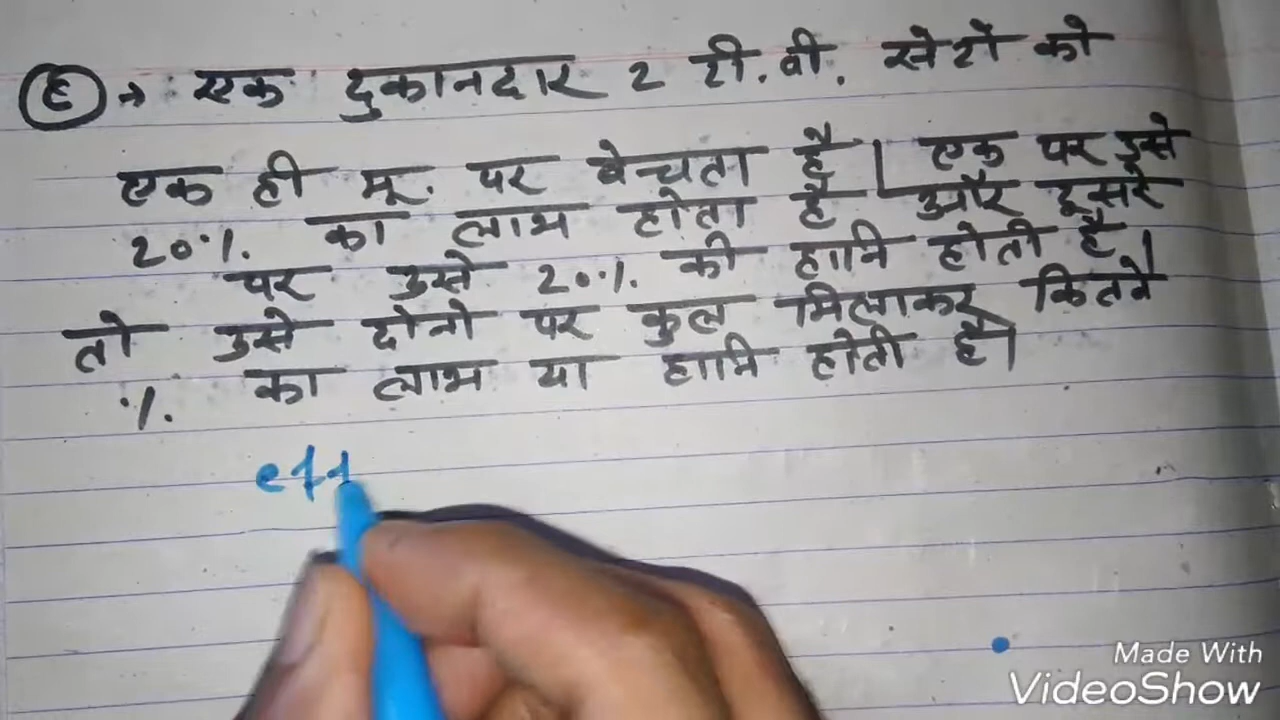 ह → एक दुकानदार 2 टी.वी. सेटों को
एक ही मू. पर बेचता है। एक पर उसे
20%. का लाभ होता है और दूसरे
पर उसे 20%. की हानि होती है।
तो उसे दोनो पर कुल मिलाकर कितने
%. का लाभ या हानि होती है।
eff
Made With
VideoShow